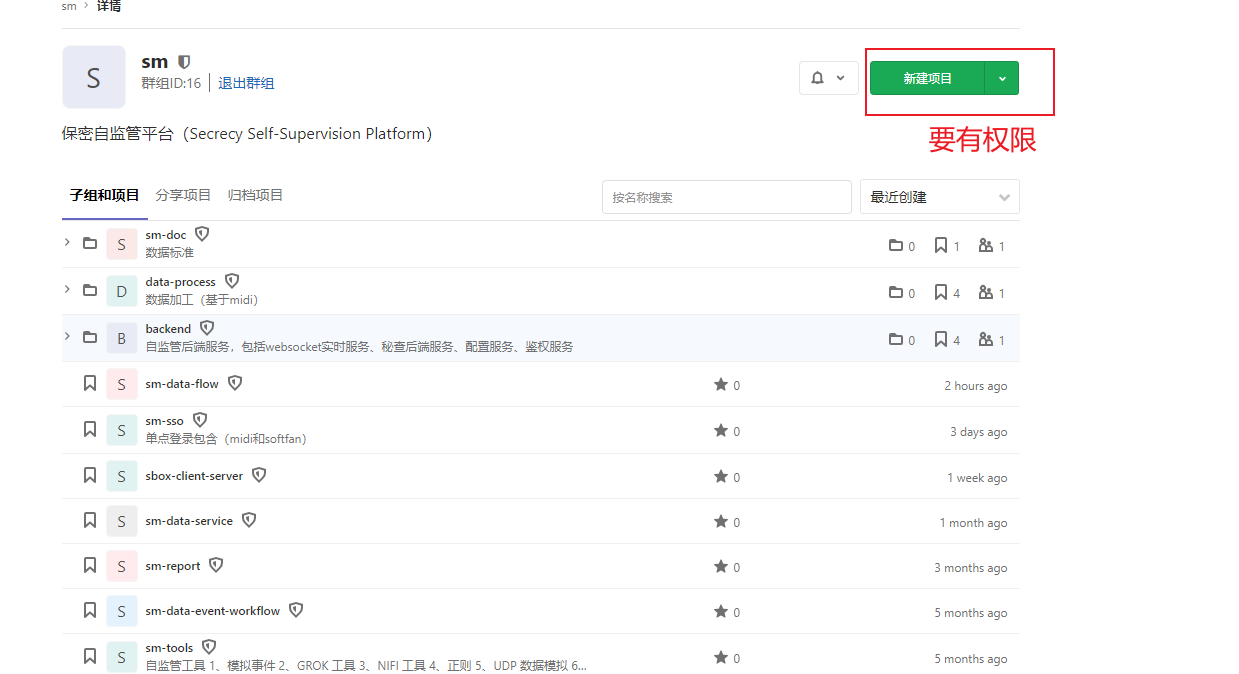 sm › 详情
S
sm
群组ID:16 | 退出群组
新建项目
要有权限
保密自监管平台（Secrecy Self-Supervision Platform）
子组和项目 分享项目 归档项目
按名称搜索
最近创建
S sm-doc 0 1 1
数据标准
D data-process 0 4 1
数据加工（基于midi）
B backend 0 4 1
自监管后端服务，包括websocket实时服务、秘查后端服务、配置服务、鉴权服务
S sm-data-flow 0 2 hours ago
S sm-sso 0 3 days ago
单点登录包含（midi和softfan）
S sbox-client-server 0 1 week ago
S sm-data-service 0 1 month ago
S sm-report 0 3 months ago
S sm-data-event-workflow 0 5 months ago
S sm-tools 0 5 months ago
自监管工具 1、模拟事件 2、GROK 工具 3、NIFI 工具 4、正则 5、UDP 数据模拟 6...